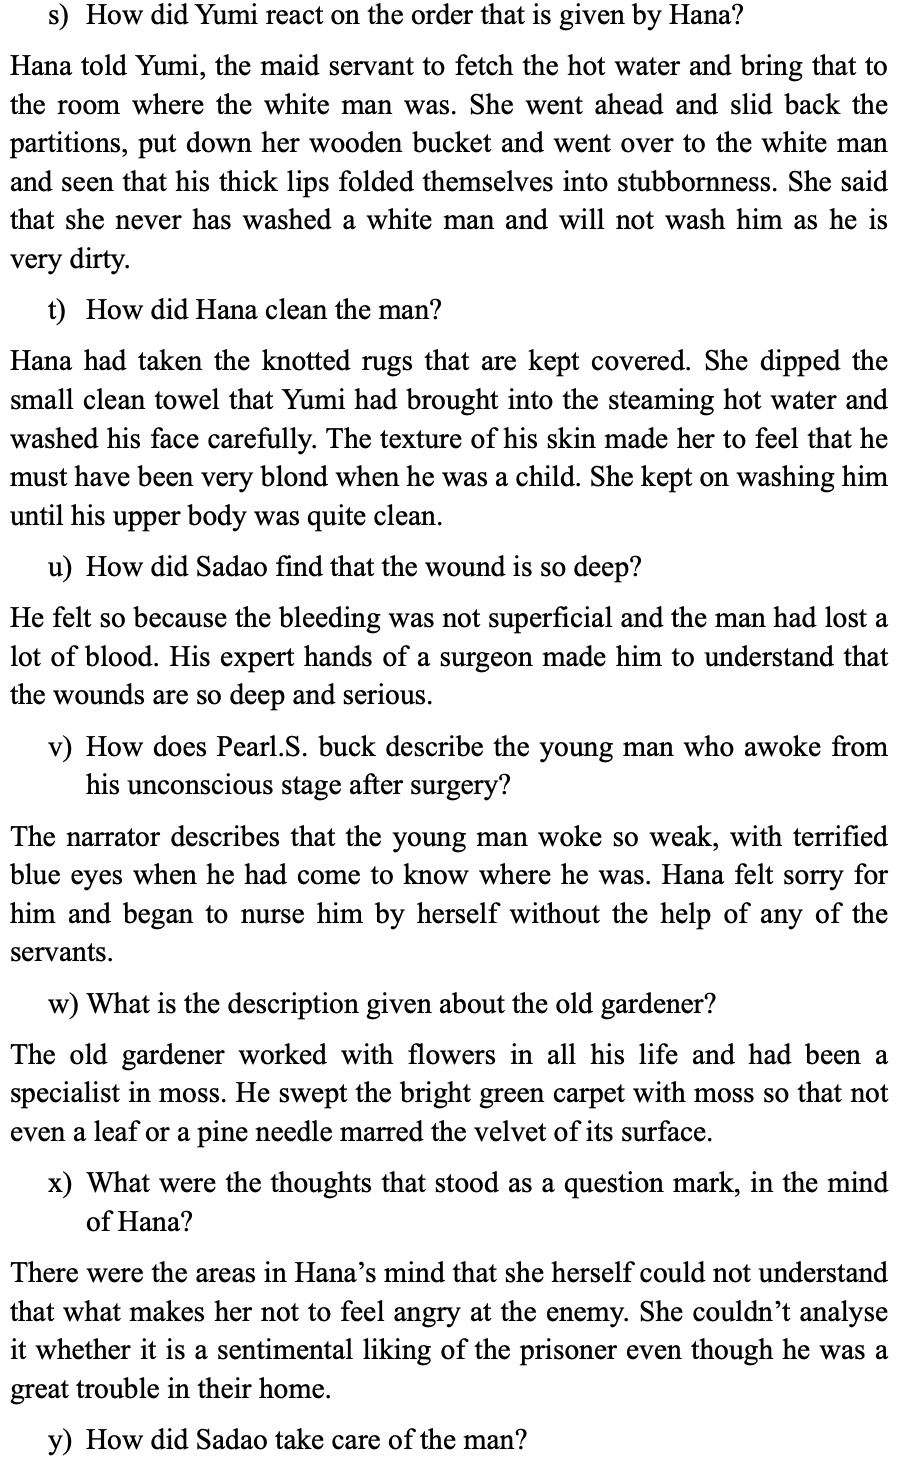 s) How did Yumi react on the order that is given by Hana?
Hana told Yumi, the maid servant to fetch the hot water and bring that to
the room where the white man was. She went ahead and slid back the
partitions, put down her wooden bucket and went over to the white man
and seen that his thick lips folded themselves into stubbornness. She said
that she never has washed a white man and will not wash him as he is
very dirty.
t) How did Hana clean the man?
Hana had taken the knotted rugs that are kept covered. She dipped the
small clean towel that Yumi had brought into the steaming hot water and
washed his face carefully. The texture of his skin made her to feel that he
must have been very blond when he was a child. She kept on washing him
until his upper body was quite clean.
u) How did Sadao find that the wound is so deep?
He felt so because the bleeding was not superficial and the man had lost a
lot of blood. His expert hands of a surgeon made him to understand that
the wounds are so deep and serious.
v) How does Pearl.S. buck describe the young man who awoke from
his unconscious stage after surgery?
The narrator describes that the young man woke so weak, with terrified
blue eyes when he had come to know where he was. Hana felt sorry for
him and began to nurse him by herself without the help of any of the
servants.
w) What is the description given about the old gardener?
The old gardener worked with flowers in all his life and had been a
specialist in moss. He swept the bright green carpet with moss so that not
even a leaf or a pine needle marred the velvet of its surface.
x) What were the thoughts that stood as a question mark, in the mind
of Hana?
There were the areas in Hana’s mind that she herself could not understand
that what makes her not to feel angry at the enemy. She couldn’t analyse
it whether it is a sentimental liking of the prisoner even though he was a
great trouble in their home.
y) How did Sadao take care of the man?